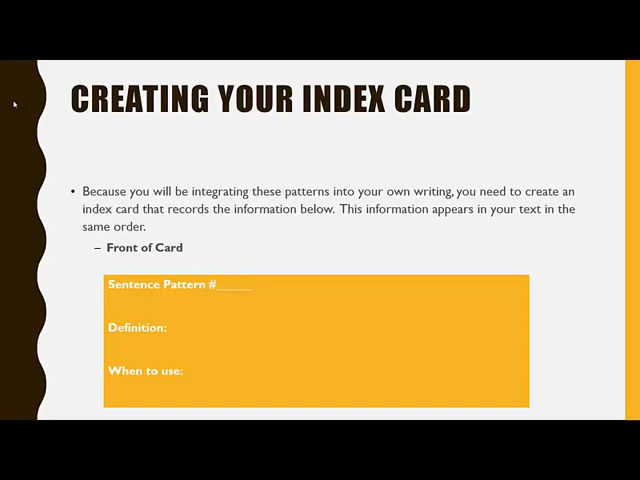 CREATING YOUR INDEX CARD
• Because you will be integrating these patterns into your own writing, you need to create an
index card that records the information below. This information appears in your text in the
same order.
– Front of Card
Sentence Pattern #______
Definition:
When to use: